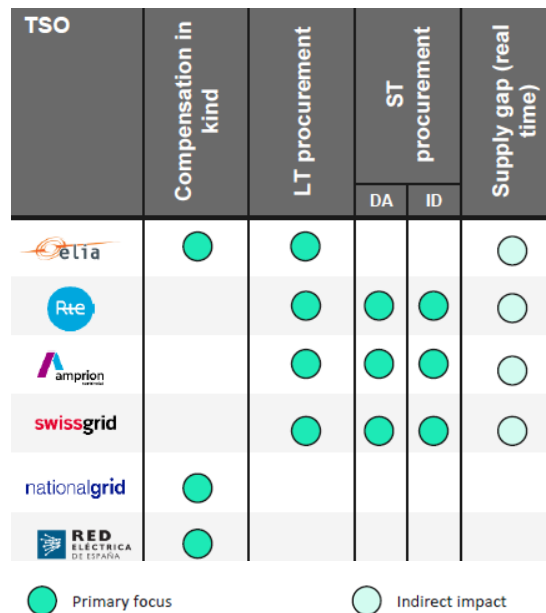 TSO
Compensation in
kind
LT procurement
ST
procurement
DA
ID
Supply gap (real
time)
elia
Rte
amprion
swissgrid
nationalgrid
RED
ELÉCTRICA
DE ESPAÑA
Primary focus
Indirect impact